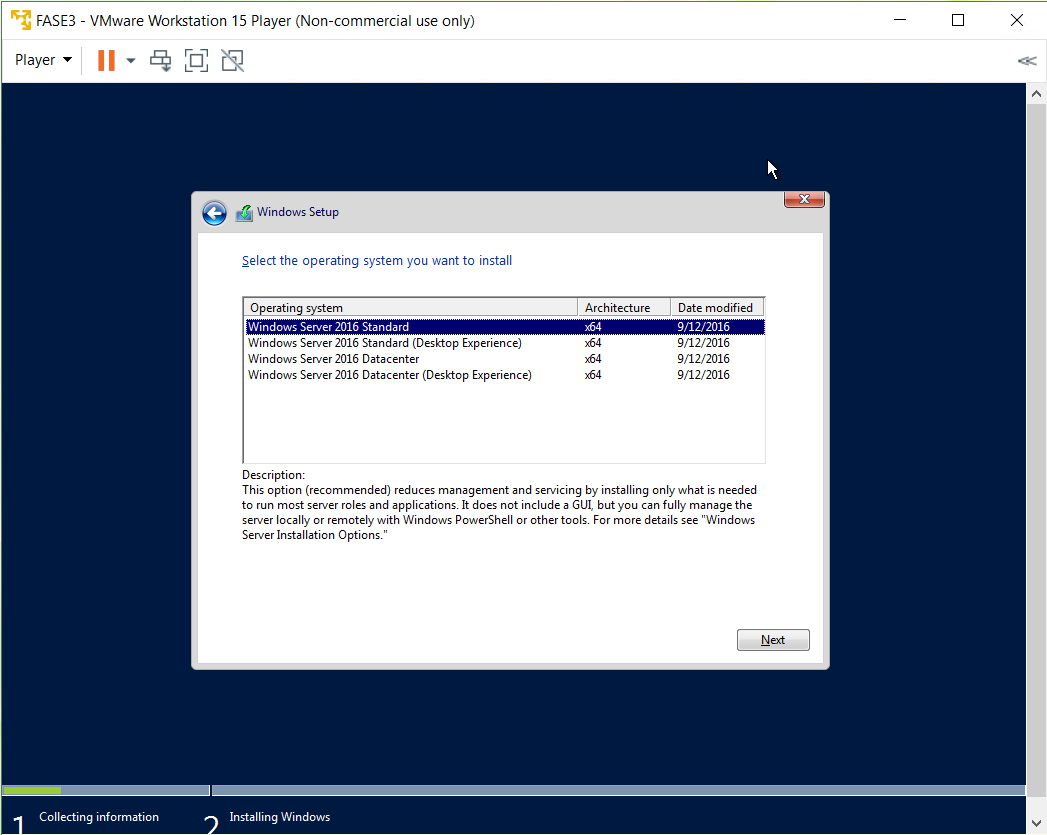 FASE3 - VMware Workstation 15 Player (Non-commercial use only)
Player
Windows Setup
Select the operating system you want to install
Operating system Architecture Date modified
Windows Server 2016 Standard x64 9/12/2016
Windows Server 2016 Standard (Desktop Experience) x64 9/12/2016
Windows Server 2016 Datacenter x64 9/12/2016
Windows Server 2016 Datacenter (Desktop Experience) x64 9/12/2016
Description:
This option (recommended) reduces management and servicing by installing only what is needed
to run most server roles and applications. It does not include a GUI, but you can fully manage the
server locally or remotely with Windows PowerShell or other tools. For more details see "Windows
Server Installation Options."
Next
1 Collecting information 2 Installing Windows